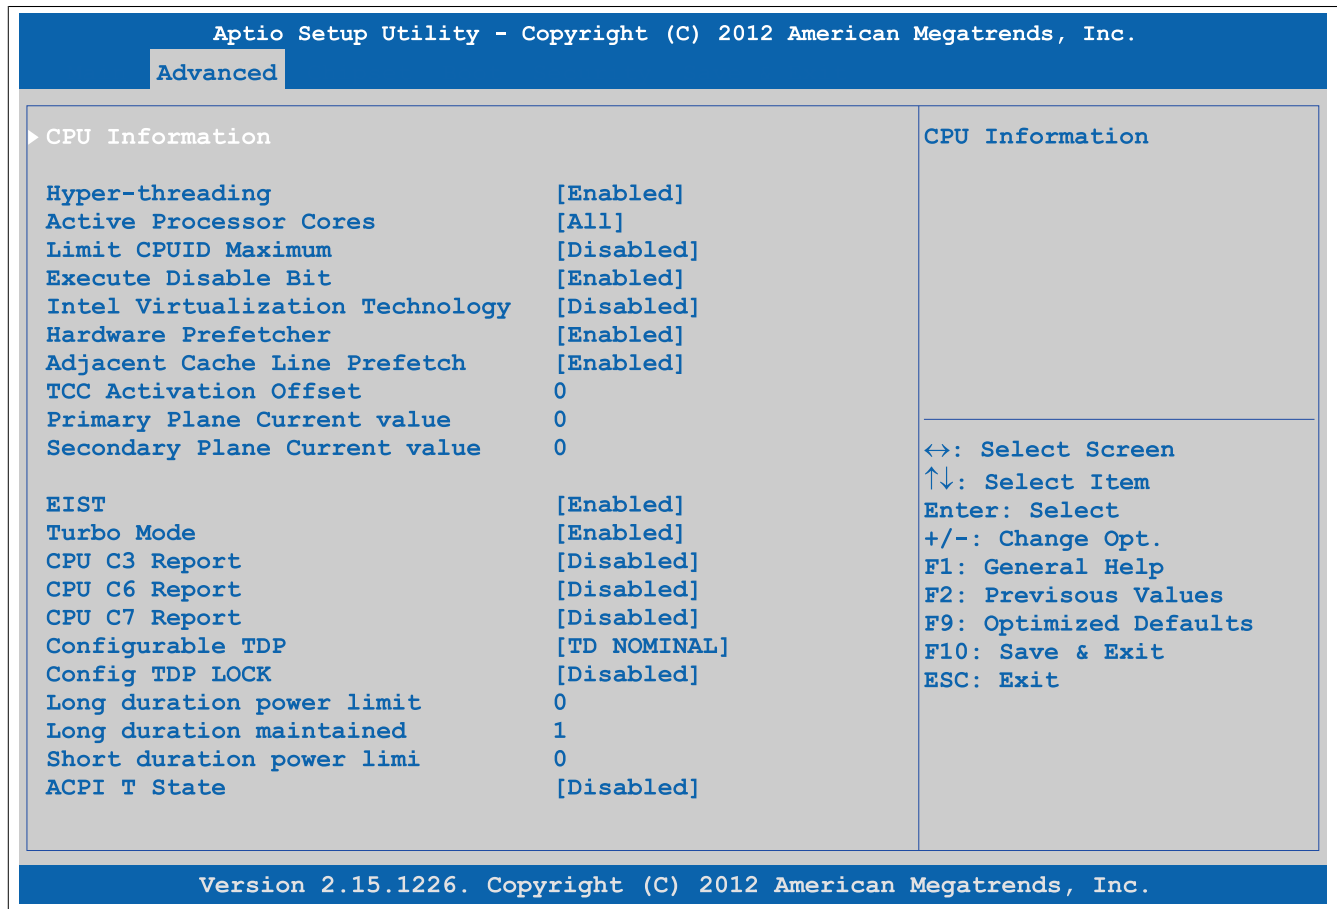 Aptio Setup Utility - Copyright (C) 2012 American Megatrends, Inc.
Advanced
CPU Information
Hyper-threading [Enabled]
Active Processor Cores [All]
Limit CPUID Maximum [Disabled]
Execute Disable Bit [Enabled]
Intel Virtualization Technology [Disabled]
Hardware Prefetcher [Enabled]
Adjacent Cache Line Prefetch [Enabled]
TCC Activation Offset 0
Primary Plane Current value 0
Secondary Plane Current value 0
EIST [Enabled]
Turbo Mode [Enabled]
CPU C3 Report [Disabled]
CPU C6 Report [Disabled]
CPU C7 Report [Disabled]
Configurable TDP [TD NOMINAL]
Config TDP LOCK [Disabled]
Long duration power limit 0
Long duration maintained 1
Short duration power limi 0
ACPI T State [Disabled]
CPU Information
↔: Select Screen
↑↓: Select Item
Enter: Select
+/-: Change Opt.
F1: General Help
F2: Previsous Values
F9: Optimized Defaults
F10: Save & Exit
ESC: Exit
Version 2.15.1226. Copyright (C) 2012 American Megatrends, Inc.